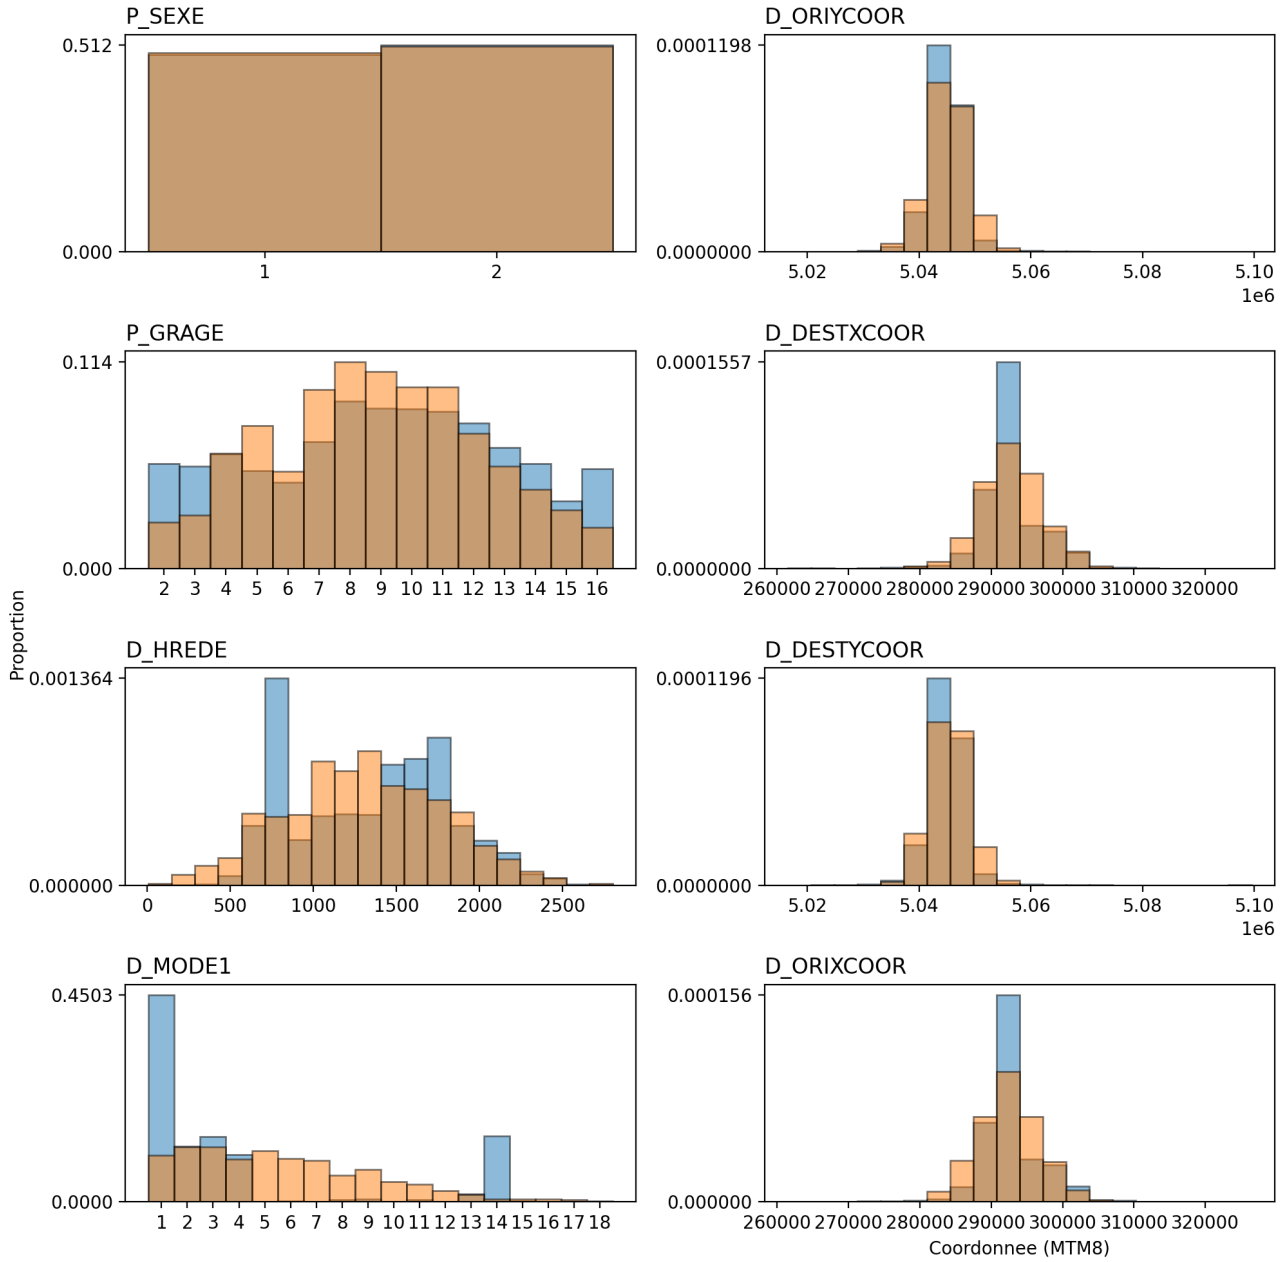 P_SEXE
0.512
0.000
1 2
D_ORIYCOOR
0.0001198
0.0000000
5.02 5.04 5.06 5.08 5.10
1e6
P_GRAGE
0.114
0.000
2 3 4 5 6 7 8 9 10 11 12 13 14 15 16
D_DESTXCOOR
0.0001557
0.0000000
260000 270000 280000 290000 300000 310000 320000
Proportion
D_HREDE
0.001364
0.000000
0 500 1000 1500 2000 2500
D_DESTYCOOR
0.0001196
0.0000000
5.02 5.04 5.06 5.08 5.10
1e6
D_MODE1
0.4503
0.0000
1 2 3 4 5 6 7 8 9 10 11 12 13 14 15 16 17 18
D_ORIXCOOR
0.000156
0.000000
260000 270000 280000 290000 300000 310000 320000
Coordonnee (MTM8)